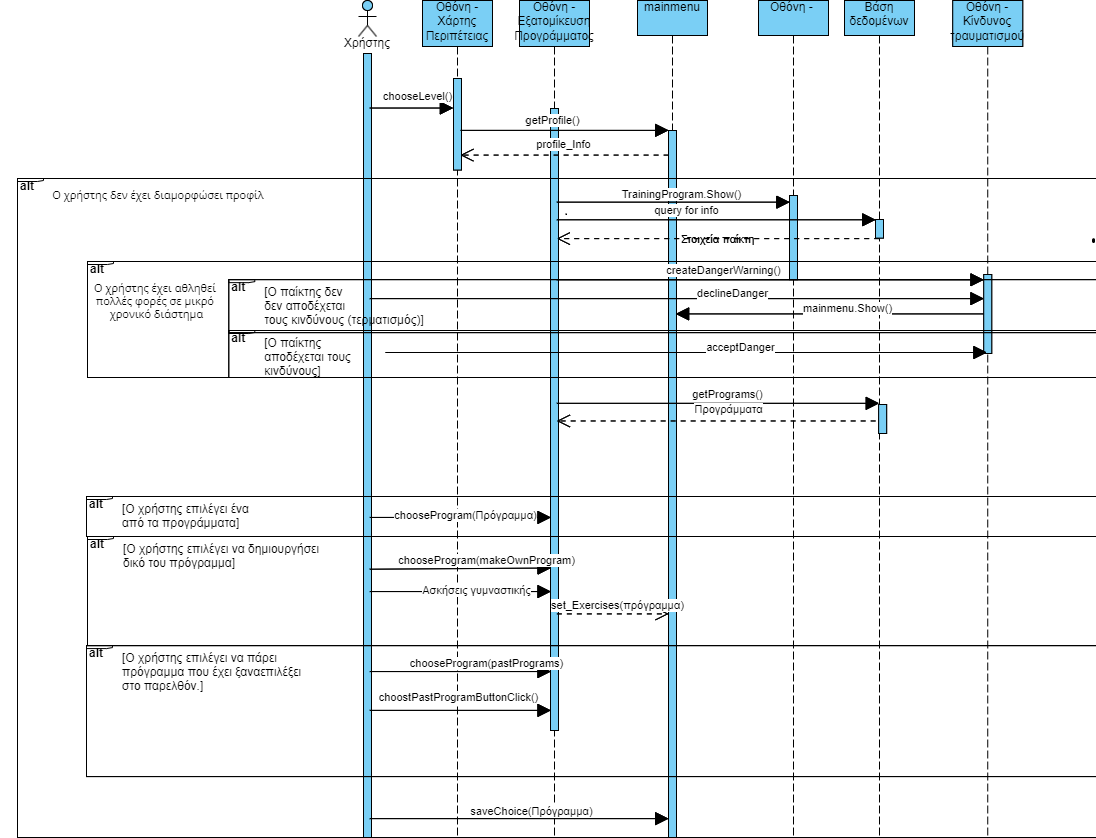 Οθόνη -
Χάρτης
Περιπέτειας
Οθόνη -
Εξατομίκευση
Προγράμματος
mainmenu
Οθόνη -
Βάση
δεδομένων
Οθόνη -
Κίνδυνος
τραυματισμού
Χρήστης
chooseLevel()
getProfile()
profile_Info
alt
Ο χρήστης δεν έχει διαμορφώσει προφίλ
TrainingProgram.Show()
query for info
Στοιχεία παίκτη
alt
Ο χρήστης έχει αθληθεί
πολλές φορές σε μικρό
χρονικό διάστημα
createDangerWarning()
alt
[Ο παίκτης δεν
δεν αποδέχεται
τους κινδύνους (τερματισμός)]
declineDanger
mainmenu.Show()
alt
[Ο παίκτης
αποδέχεται τους
κινδύνους]
acceptDanger
getPrograms()
Προγράμματα
alt
[Ο χρήστης επιλέγει ένα
από τα προγράμματα]
chooseProgram(Πρόγραμμα)
alt
[Ο χρήστης επιλέγει να δημιουργήσει
δικό του πρόγραμμα]
chooseProgram(makeOwnProgram)
Ασκήσεις γυμναστικής
set_Exercises(πρόγραμμα)
alt
[Ο χρήστης επιλέγει να πάρει
πρόγραμμα που έχει ξαναεπιλέξει
στο παρελθόν.]
chooseProgram(pastPrograms)
choostPastProgramButtonClick()
saveChoice(Πρόγραμμα)